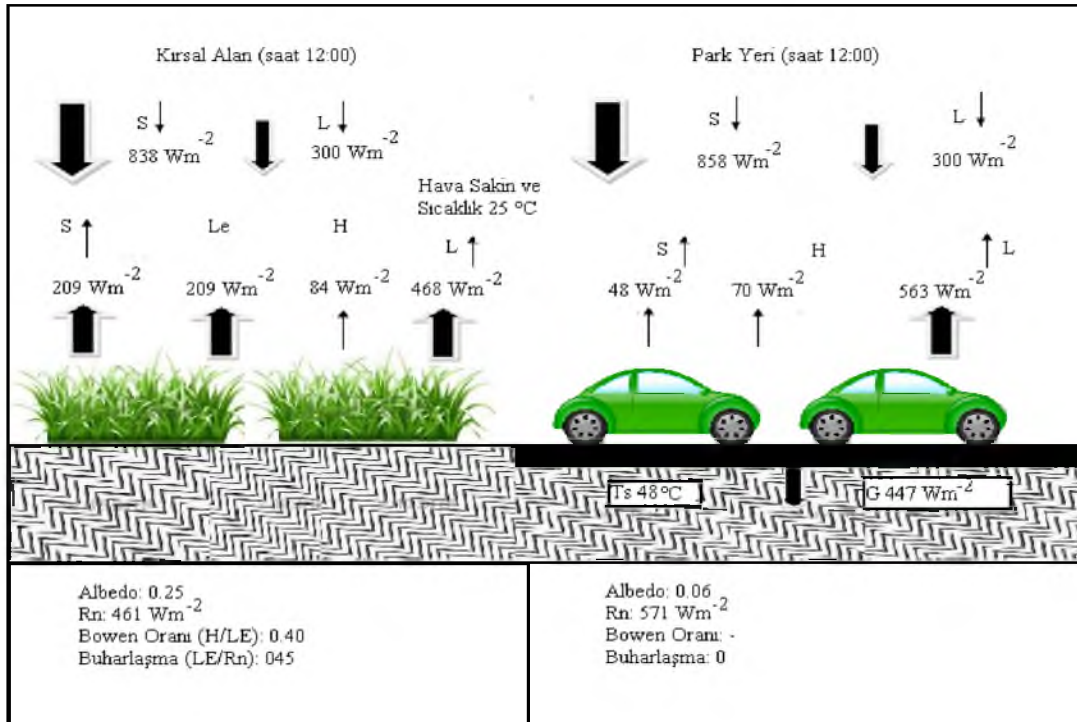 Kırsal Alan (saat 12:00)
S
838 Wm-2
L
300 Wm-2
Hava Sakin ve
Sıcaklık 25 °C
S
Le
H
L
209 Wm-2
209 Wm-2
84 Wm-2
468 Wm-2
Park Yeri (saat 12:00)
S
858 Wm-2
L
300 Wm-2
S
H
L
48 Wm-2
70 Wm-2
563 Wm-2
Ts 48°C
G 447 Wm-2
Albedo: 0.25
Rn: 461 Wm-2
Bowen Oranı (H/LE): 0.40
Buharlaşma (LE/Rn): 045
Albedo: 0.06
Rn: 571 Wm-2
Bowen Oranı: -
Buharlaşma: 0